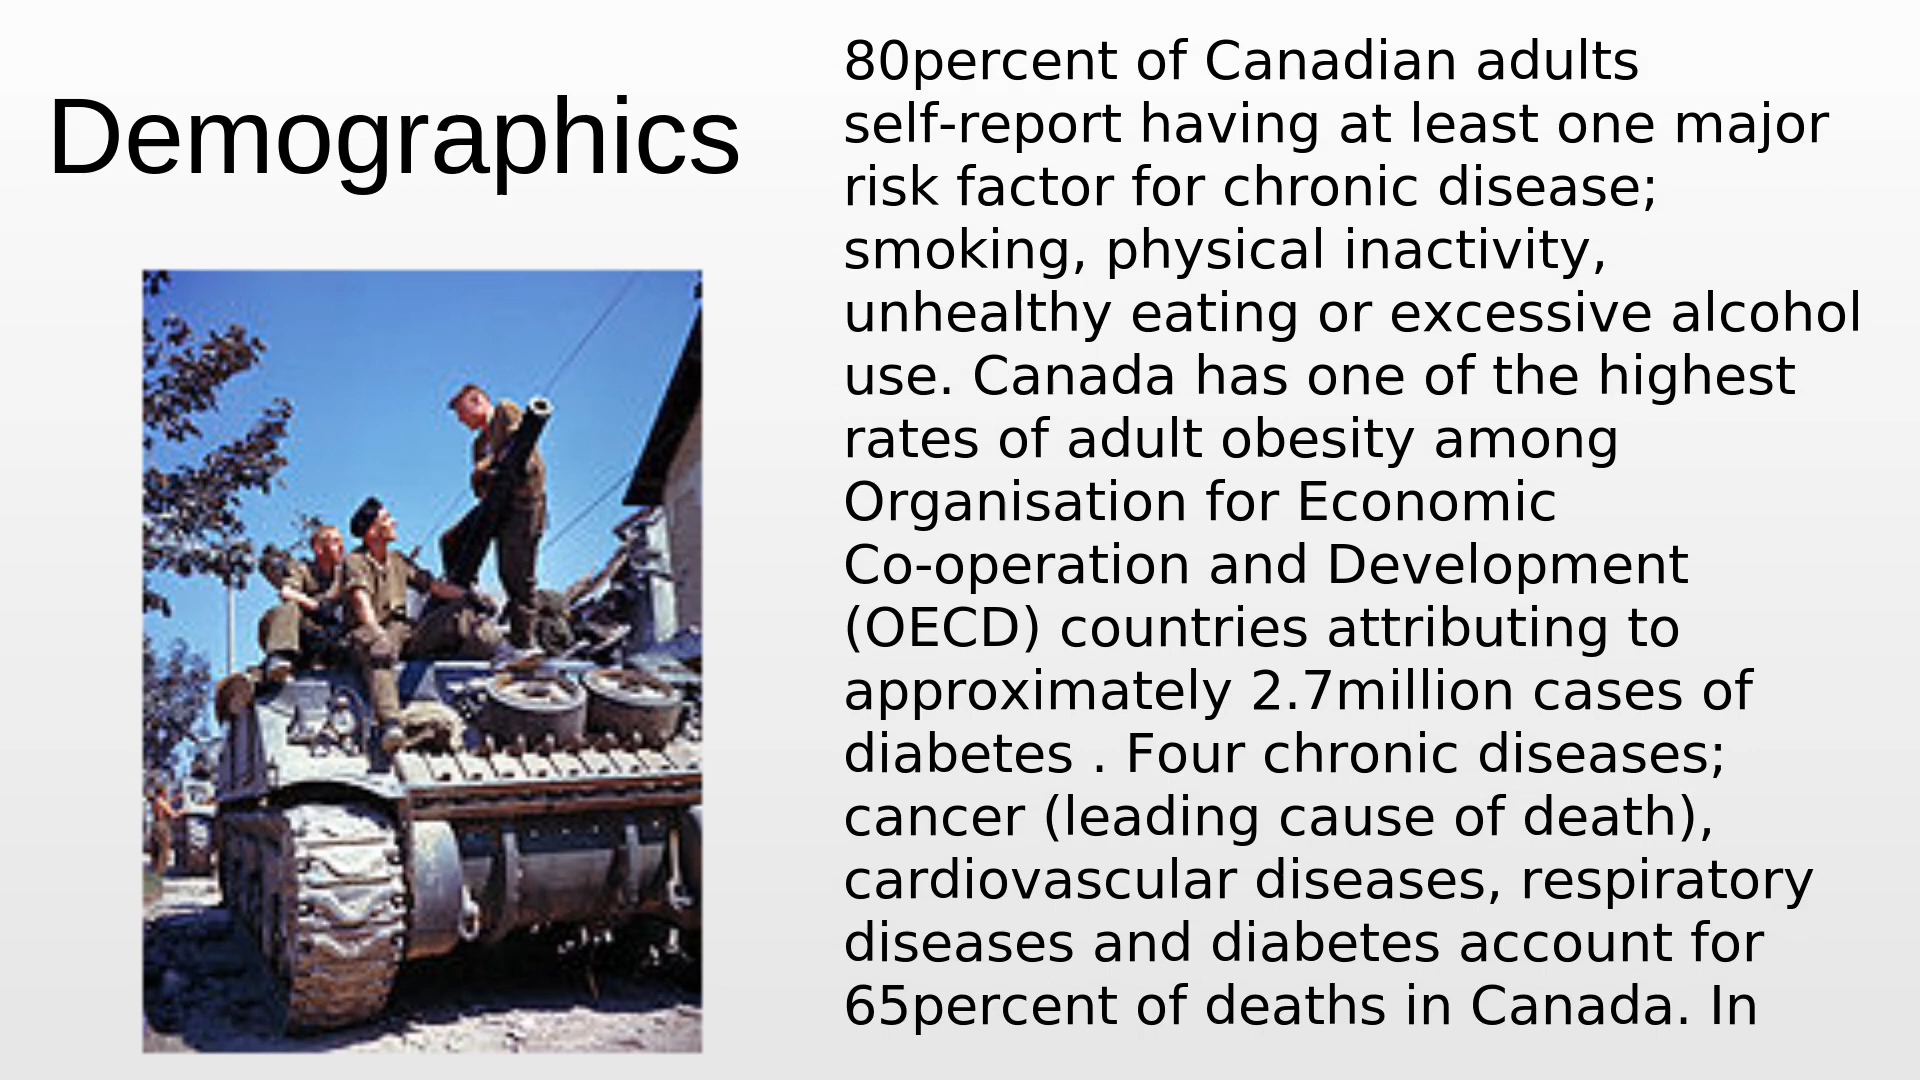 Demographics
80percent of Canadian adults
self-report having at least one major
risk factor for chronic disease;
smoking, physical inactivity,
unhealthy eating or excessive alcohol
use. Canada has one of the highest
rates of adult obesity among
Organisation for Economic
Co-operation and Development
(OECD) countries attributing to
approximately 2.7million cases of
diabetes . Four chronic diseases;
cancer (leading cause of death),
cardiovascular diseases, respiratory
diseases and diabetes account for
65percent of deaths in Canada. In